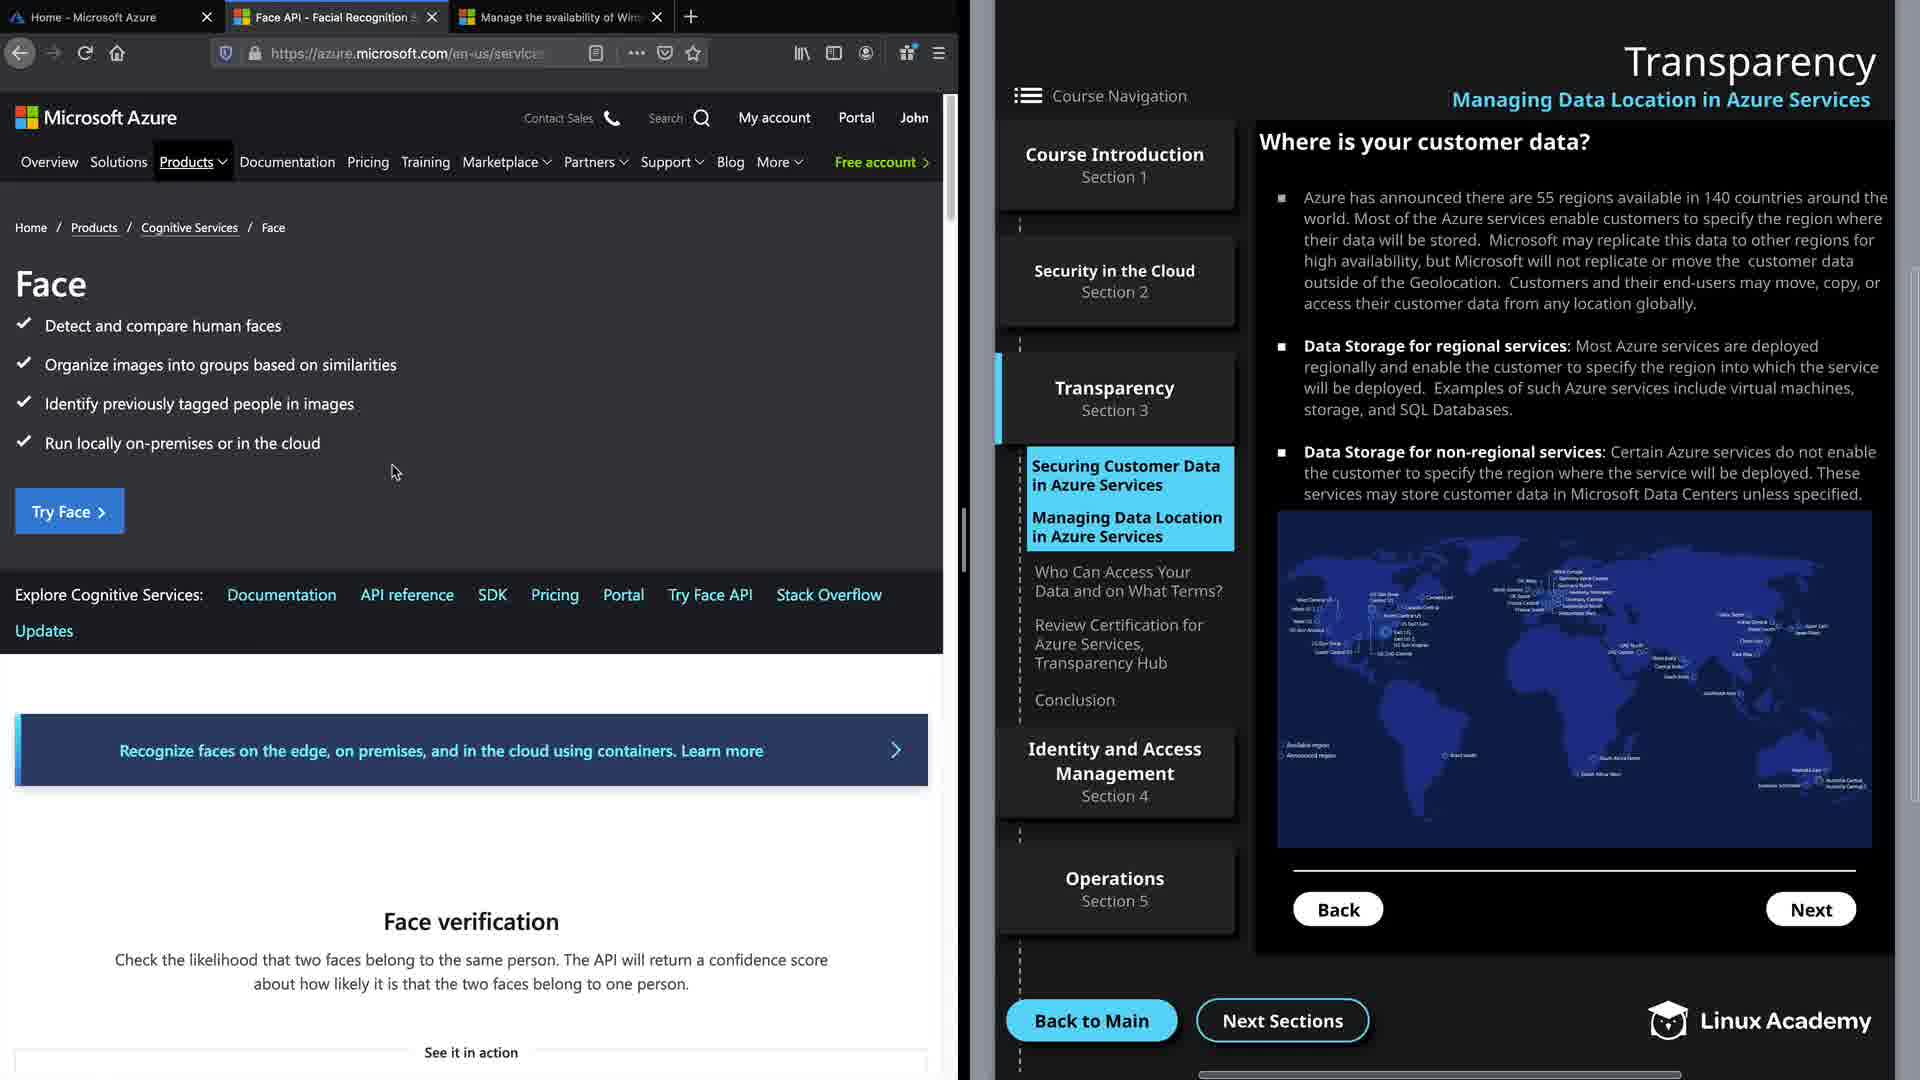 Home - Microsoft Azure
Face API - Facial Recognition S
Manage the availability of Win
https://azure.microsoft.com/en-us/service
Microsoft Azure
Contact Sales
Search
My account
Portal
John
Overview
Solutions
Products
Documentation
Pricing
Training
Marketplace
Partners
Support
Blog
More
Free account
Home / Products / Cognitive Services / Face
Face
Detect and compare human faces
Organize images into groups based on similarities
Identify previously tagged people in images
Run locally on-premises or in the cloud
Try Face
Explore Cognitive Services: Documentation API reference SDK Pricing Portal Try Face API Stack Overflow
Updates
Recognize faces on the edge, on premises, and in the cloud using containers. Learn more
Face verification
Check the likelihood that two faces belong to the same person. The API will return a confidence score
about how likely it is that the two faces belong to one person.
See it in action
Transparency
Managing Data Location in Azure Services
Course Navigation
Course Introduction
Section 1
Security in the Cloud
Section 2
Transparency
Section 3
Securing Customer Data
in Azure Services
Managing Data Location
in Azure Services
Who Can Access Your
Data and on What Terms?
Review Certification for
Azure Services,
Transparency Hub
Conclusion
Identity and Access
Management
Section 4
Operations
Section 5
Where is your customer data?
Azure has announced there are 55 regions available in 140 countries around the
world. Most of the Azure services enable customers to specify the region where
their data will be stored. Microsoft may replicate this data to other regions for
high availability, but Microsoft will not replicate or move the customer data
outside of the Geolocation. Customers and their end-users may move, copy, or
access their customer data from any location globally.
Data Storage for regional services: Most Azure services are deployed
regionally and enable the customer to specify the region into which the service
will be deployed. Examples of such Azure services include virtual machines,
storage, and SQL Databases.
Data Storage for non-regional services: Certain Azure services do not enable
the customer to specify the region where the service will be deployed. These
services may store customer data in Microsoft Data Centers unless specified.
Available region
Announced region
Back
Next
Back to Main
Next Sections
Linux Academy